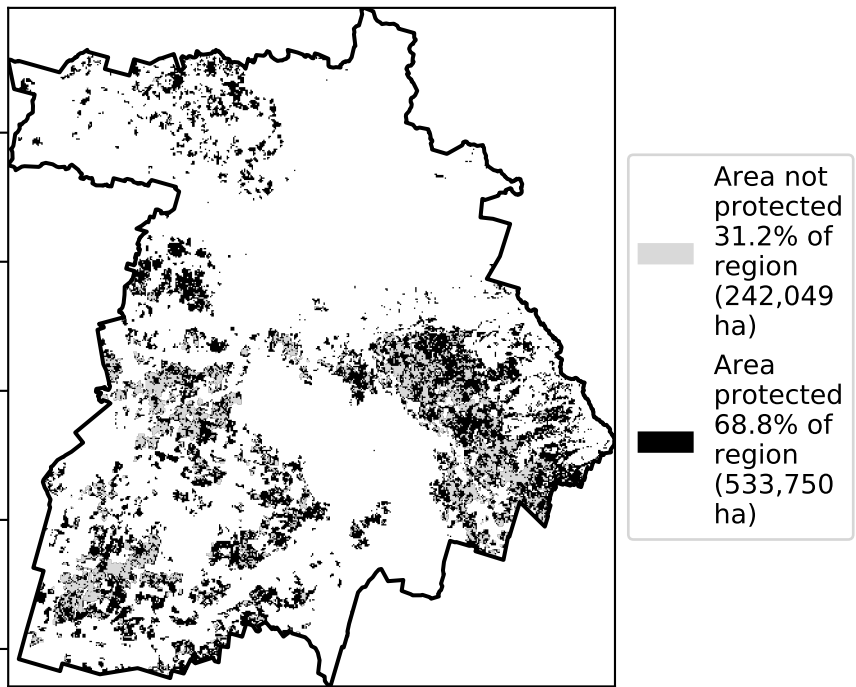 Area not
protected
31.2% of
region
(242,049
ha)
Area
protected
68.8% of
region
(533,750
ha)